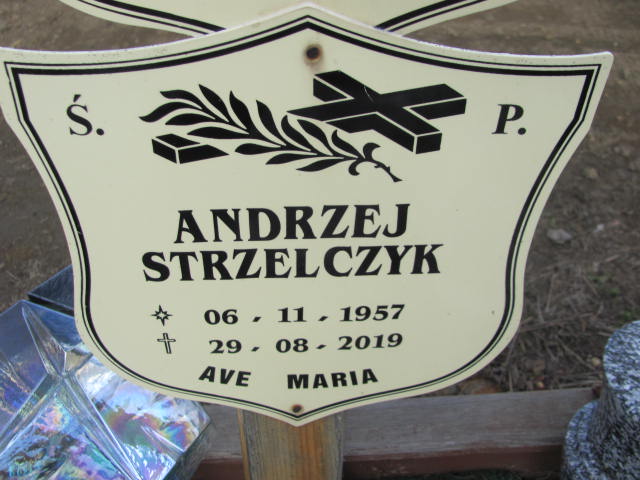 Ś. P.
ANDRZEJ
STRZELCZYK
06 - 11 - 1957
29 - 08 - 2019
AVE MARIA